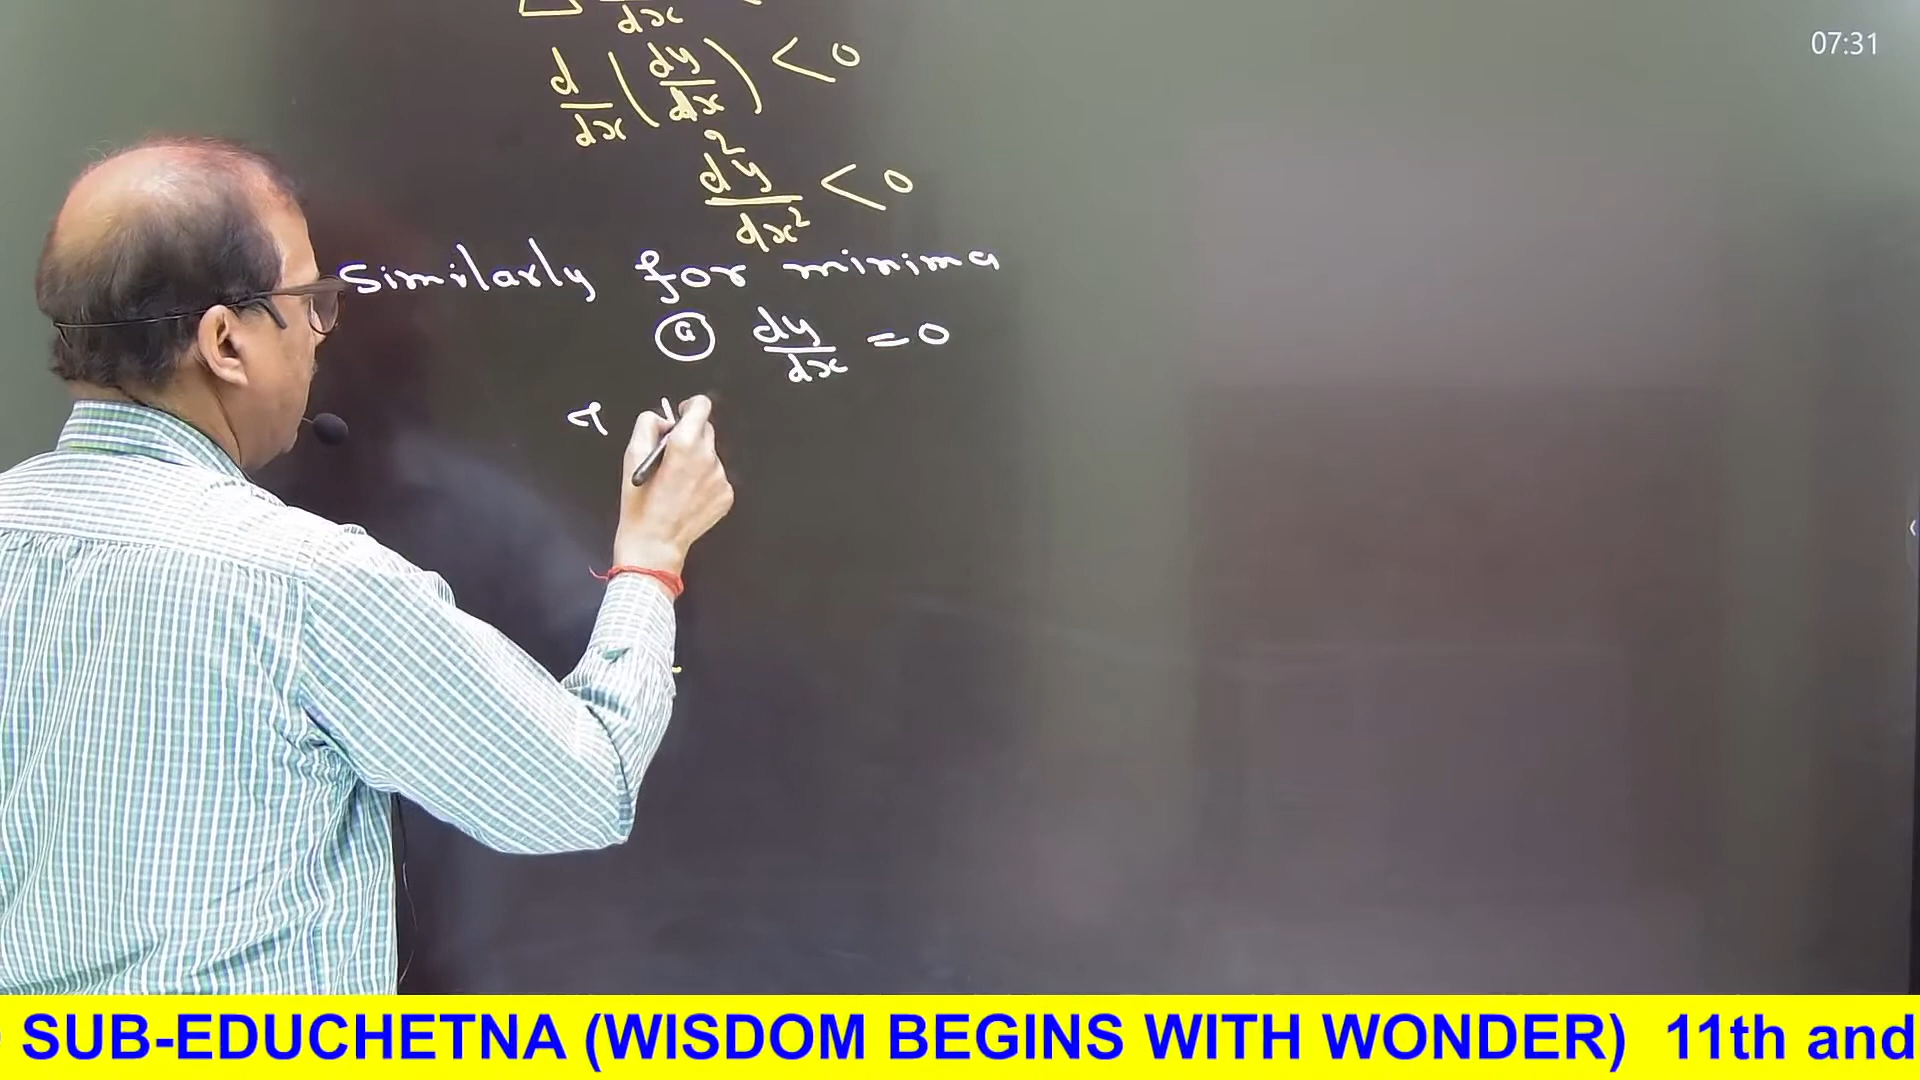 07:31
dx
d/dx (dy/dx) < 0
d²y/dx² < 0
Similarly for minima
ⓐ dy/dx = 0
SUB-EDUCHETNA (WISDOM BEGINS WITH WONDER) 11th and